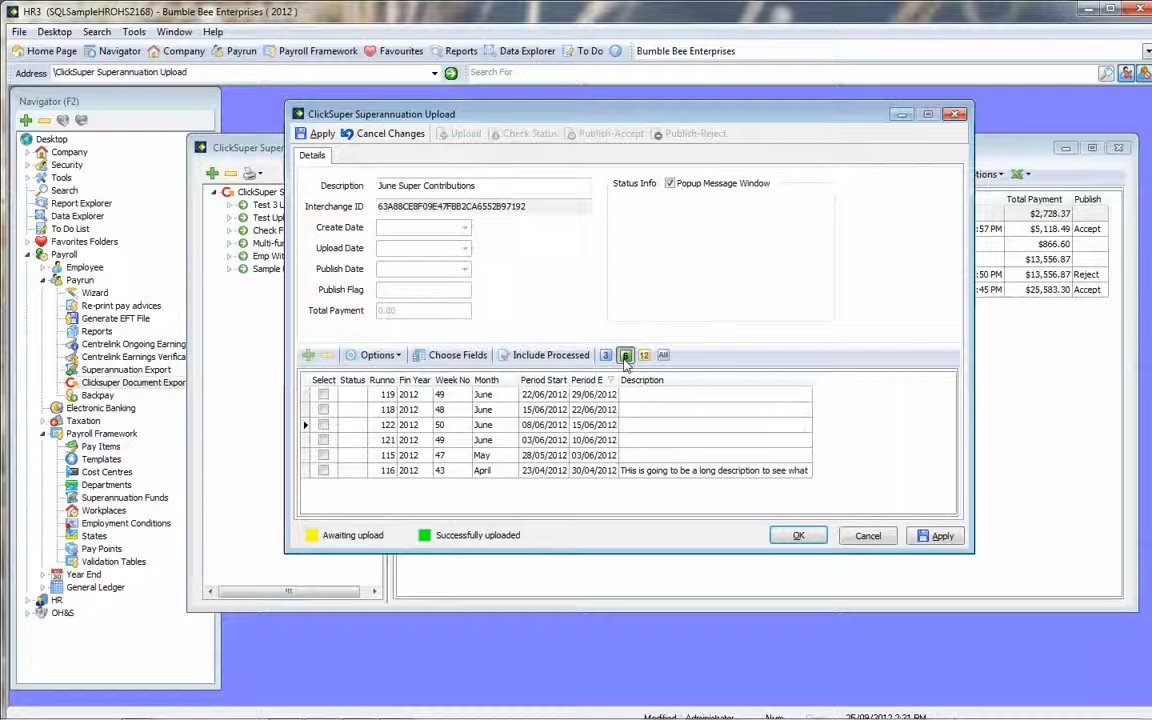 HR3 (SQLSampleHROHS2168) - Bumble Bee Enterprises ( 2012 )
File Desktop Search Tools Window Help
Home Page Navigator Company Payrun Payroll Framework Favourites Reports Data Explorer To Do Bumble Bee Enterprises
Address \ClickSuper Superannuation Upload Search For
Navigator (F2)
Desktop
Company
Security
Tools
Search
Report Explorer
Data Explorer
To Do List
Favorites Folders
Payroll
Employee
Payrun
Wizard
Re-print pay advices
Generate EFT File
Reports
Centrelink Ongoing Earning
Centrelink Earnings Verifica
Superannuation Export
Clicksuper Document Expor
Backpay
Electronic Banking
Taxation
Payroll Framework
Pay Items
Templates
Cost Centres
Departments
Superannuation Funds
Workplaces
Employment Conditions
States
Pay Points
Validation Tables
Year End
General Ledger
HR
OH&S
ClickSuper Super
ClickSuper S
Test 3 L
Test Upl
Check F
Multi-fur
Emp Wit
Sample
ClickSuper Superannuation Upload
Apply Cancel Changes Upload Check Status Publish-Accept Publish-Reject
Details
Description June Super Contributions
Interchange ID 63A88CE8F09E47FBB2CA6552B97192
Create Date
Upload Date
Publish Date
Publish Flag
Total Payment 0.00
Status Info Popup Message Window
Options Choose Fields Include Processed 3 6 12 All
Select Status Runno Fin Year Week No Month Period Start Period E Description
119 2012 49 June 22/06/2012 29/06/2012
118 2012 48 June 15/06/2012 22/06/2012
122 2012 50 June 08/06/2012 15/06/2012
121 2012 49 June 03/06/2012 10/06/2012
115 2012 47 May 28/05/2012 03/06/2012
116 2012 43 April 23/04/2012 30/04/2012 This is going to be a long description to see what
Awaiting upload Successfully uploaded OK Cancel Apply
tions
Total Payment Publish
$2,728.37
:57 PM $5,118.49 Accept
$866.60
$13,556.87
:50 PM $13,556.87 Reject
:45 PM $25,583.30 Accept
Modified Administrator Num 25/09/2012 2:31 PM